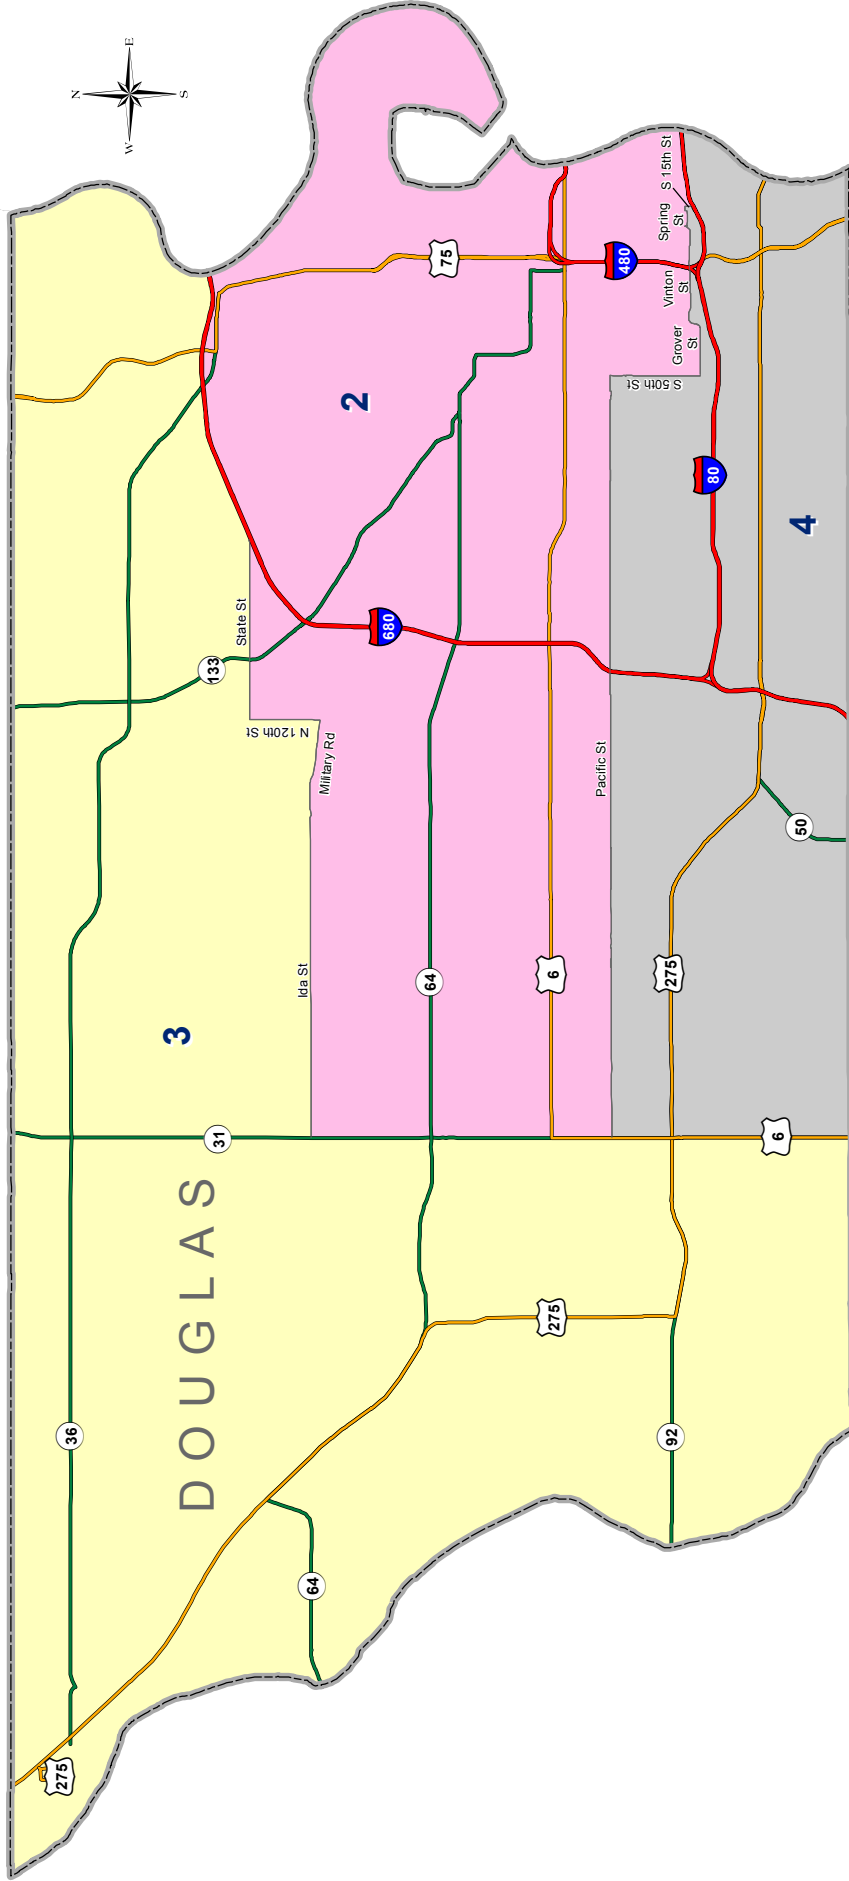 N
E
S
W
75
480
S 15th St
Spring
St
Vinton
St
Grover
St
S 50th St
2
80
4
State St
680
133
N 120th St
Military Rd
Pacific St
50
Ida St
64
6
275
3
31
6
DOUGLAS
275
36
92
64
275